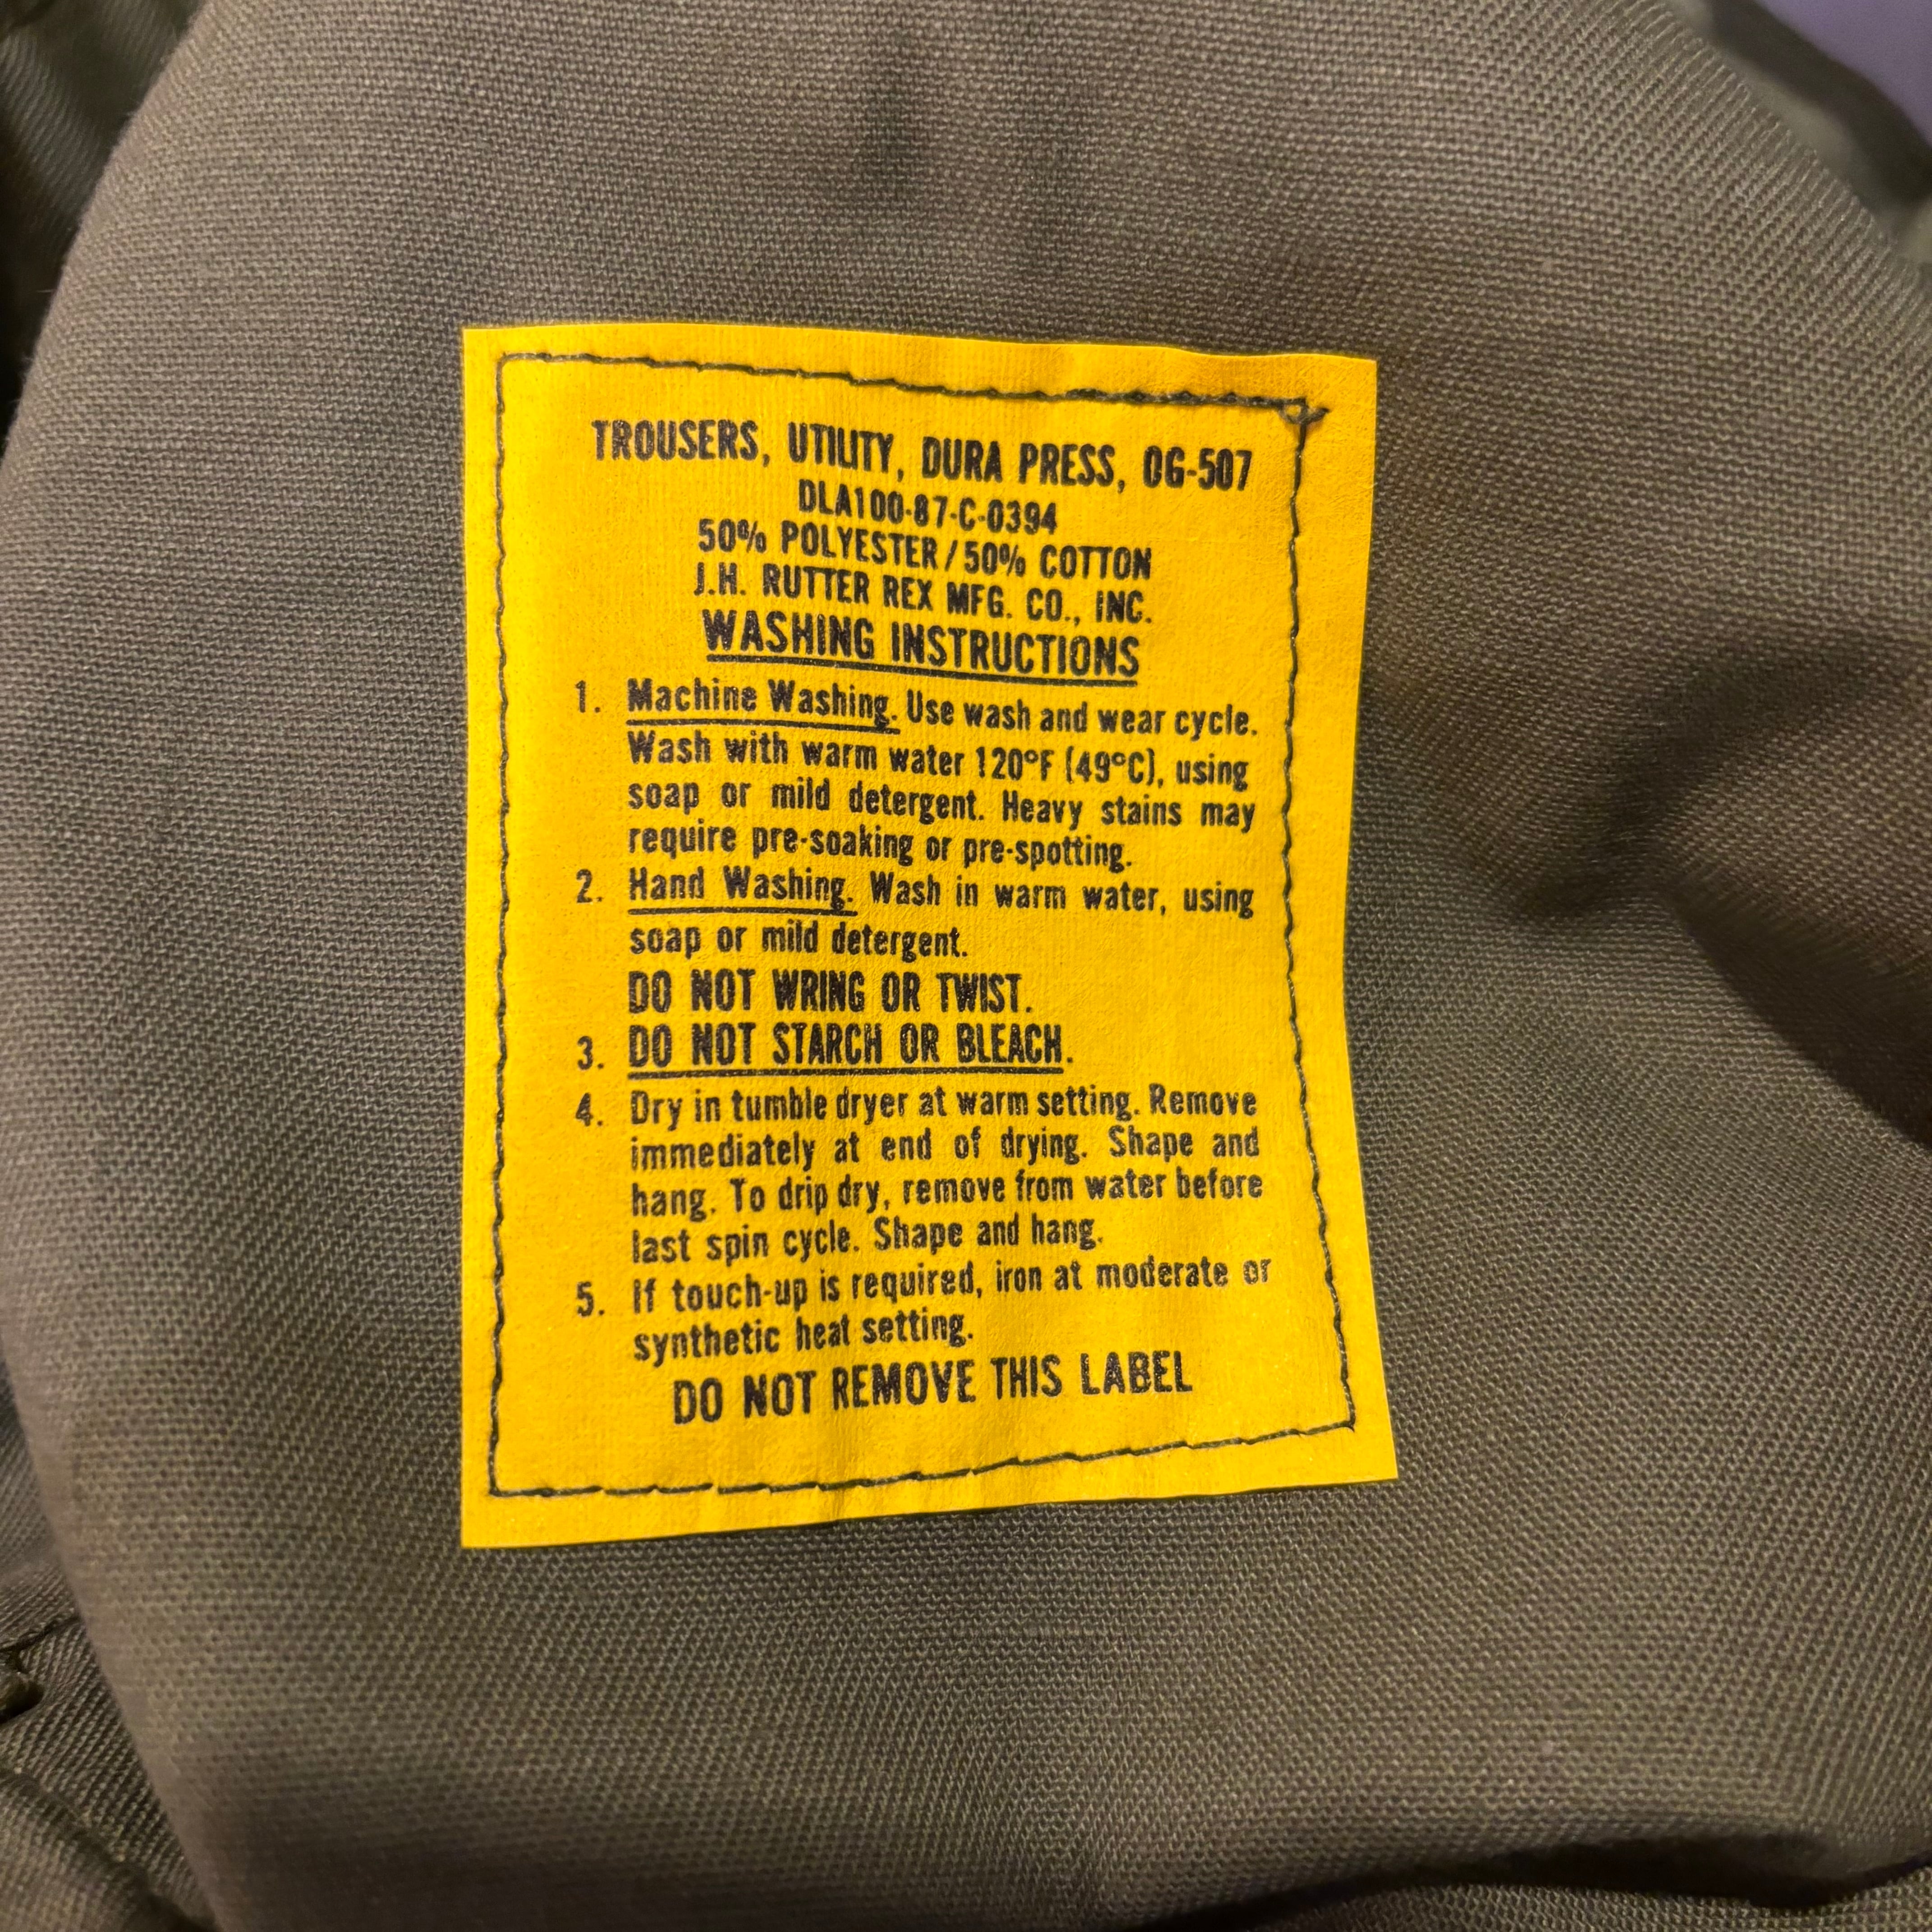 TROUSERS, UTILITY, DURA PRESS, OG-507
DLA100-87-C-0394
50% POLYESTER/50% COTTON
J.H. RUTTER REX MFG. CO., INC.
WASHING INSTRUCTIONS
1. Machine Washing. Use wash and wear cycle.
Wash with warm water 120°F (49°C), using
soap or mild detergent. Heavy stains may
require pre-soaking or pre-spotting.
2. Hand Washing. Wash in warm water, using
soap or mild detergent.
DO NOT WRING OR TWIST.
3. DO NOT STARCH OR BLEACH.
4. Dry in tumble dryer at warm setting. Remove
immediately at end of drying. Shape and
hang. To drip dry, remove from water before
last spin cycle. Shape and hang.
5. If touch-up is required, iron at moderate or
synthetic heat setting.
DO NOT REMOVE THIS LABEL